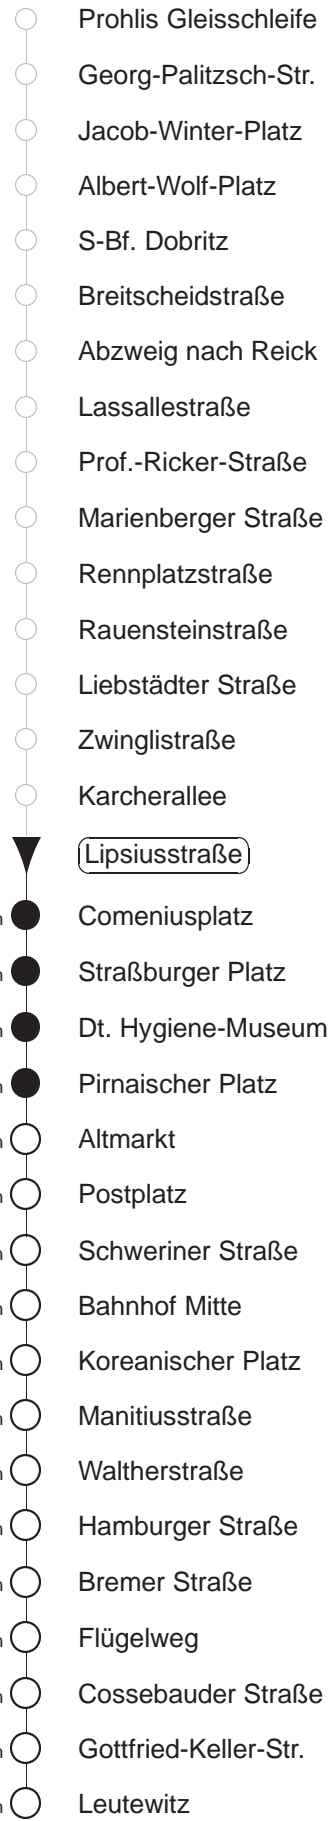 Prohlis Gleisschleife
Georg-Palitzsch-Str.
Jacob-Winter-Platz
Albert-Wolf-Platz
S-Bf. Dobritz
Breitscheidstraße
Abzweig nach Reick
Lassallestraße
Prof.-Ricker-Straße
Marienberger Straße
Rennplatzstraße
Rauensteinstraße
Liebstädter Straße
Zwinglistraße
Karcherallee
Lipsiusstraße
Comeniusplatz
Straßburger Platz
Dt. Hygiene-Museum
Pirnaischer Platz
Altmarkt
Postplatz
Schweriner Straße
Bahnhof Mitte
Koreanischer Platz
Manitiusstraße
Waltherstraße
Hamburger Straße
Bremer Straße
Flügelweg
Cossebauder Straße
Gottfried-Keller-Str.
Leutewitz